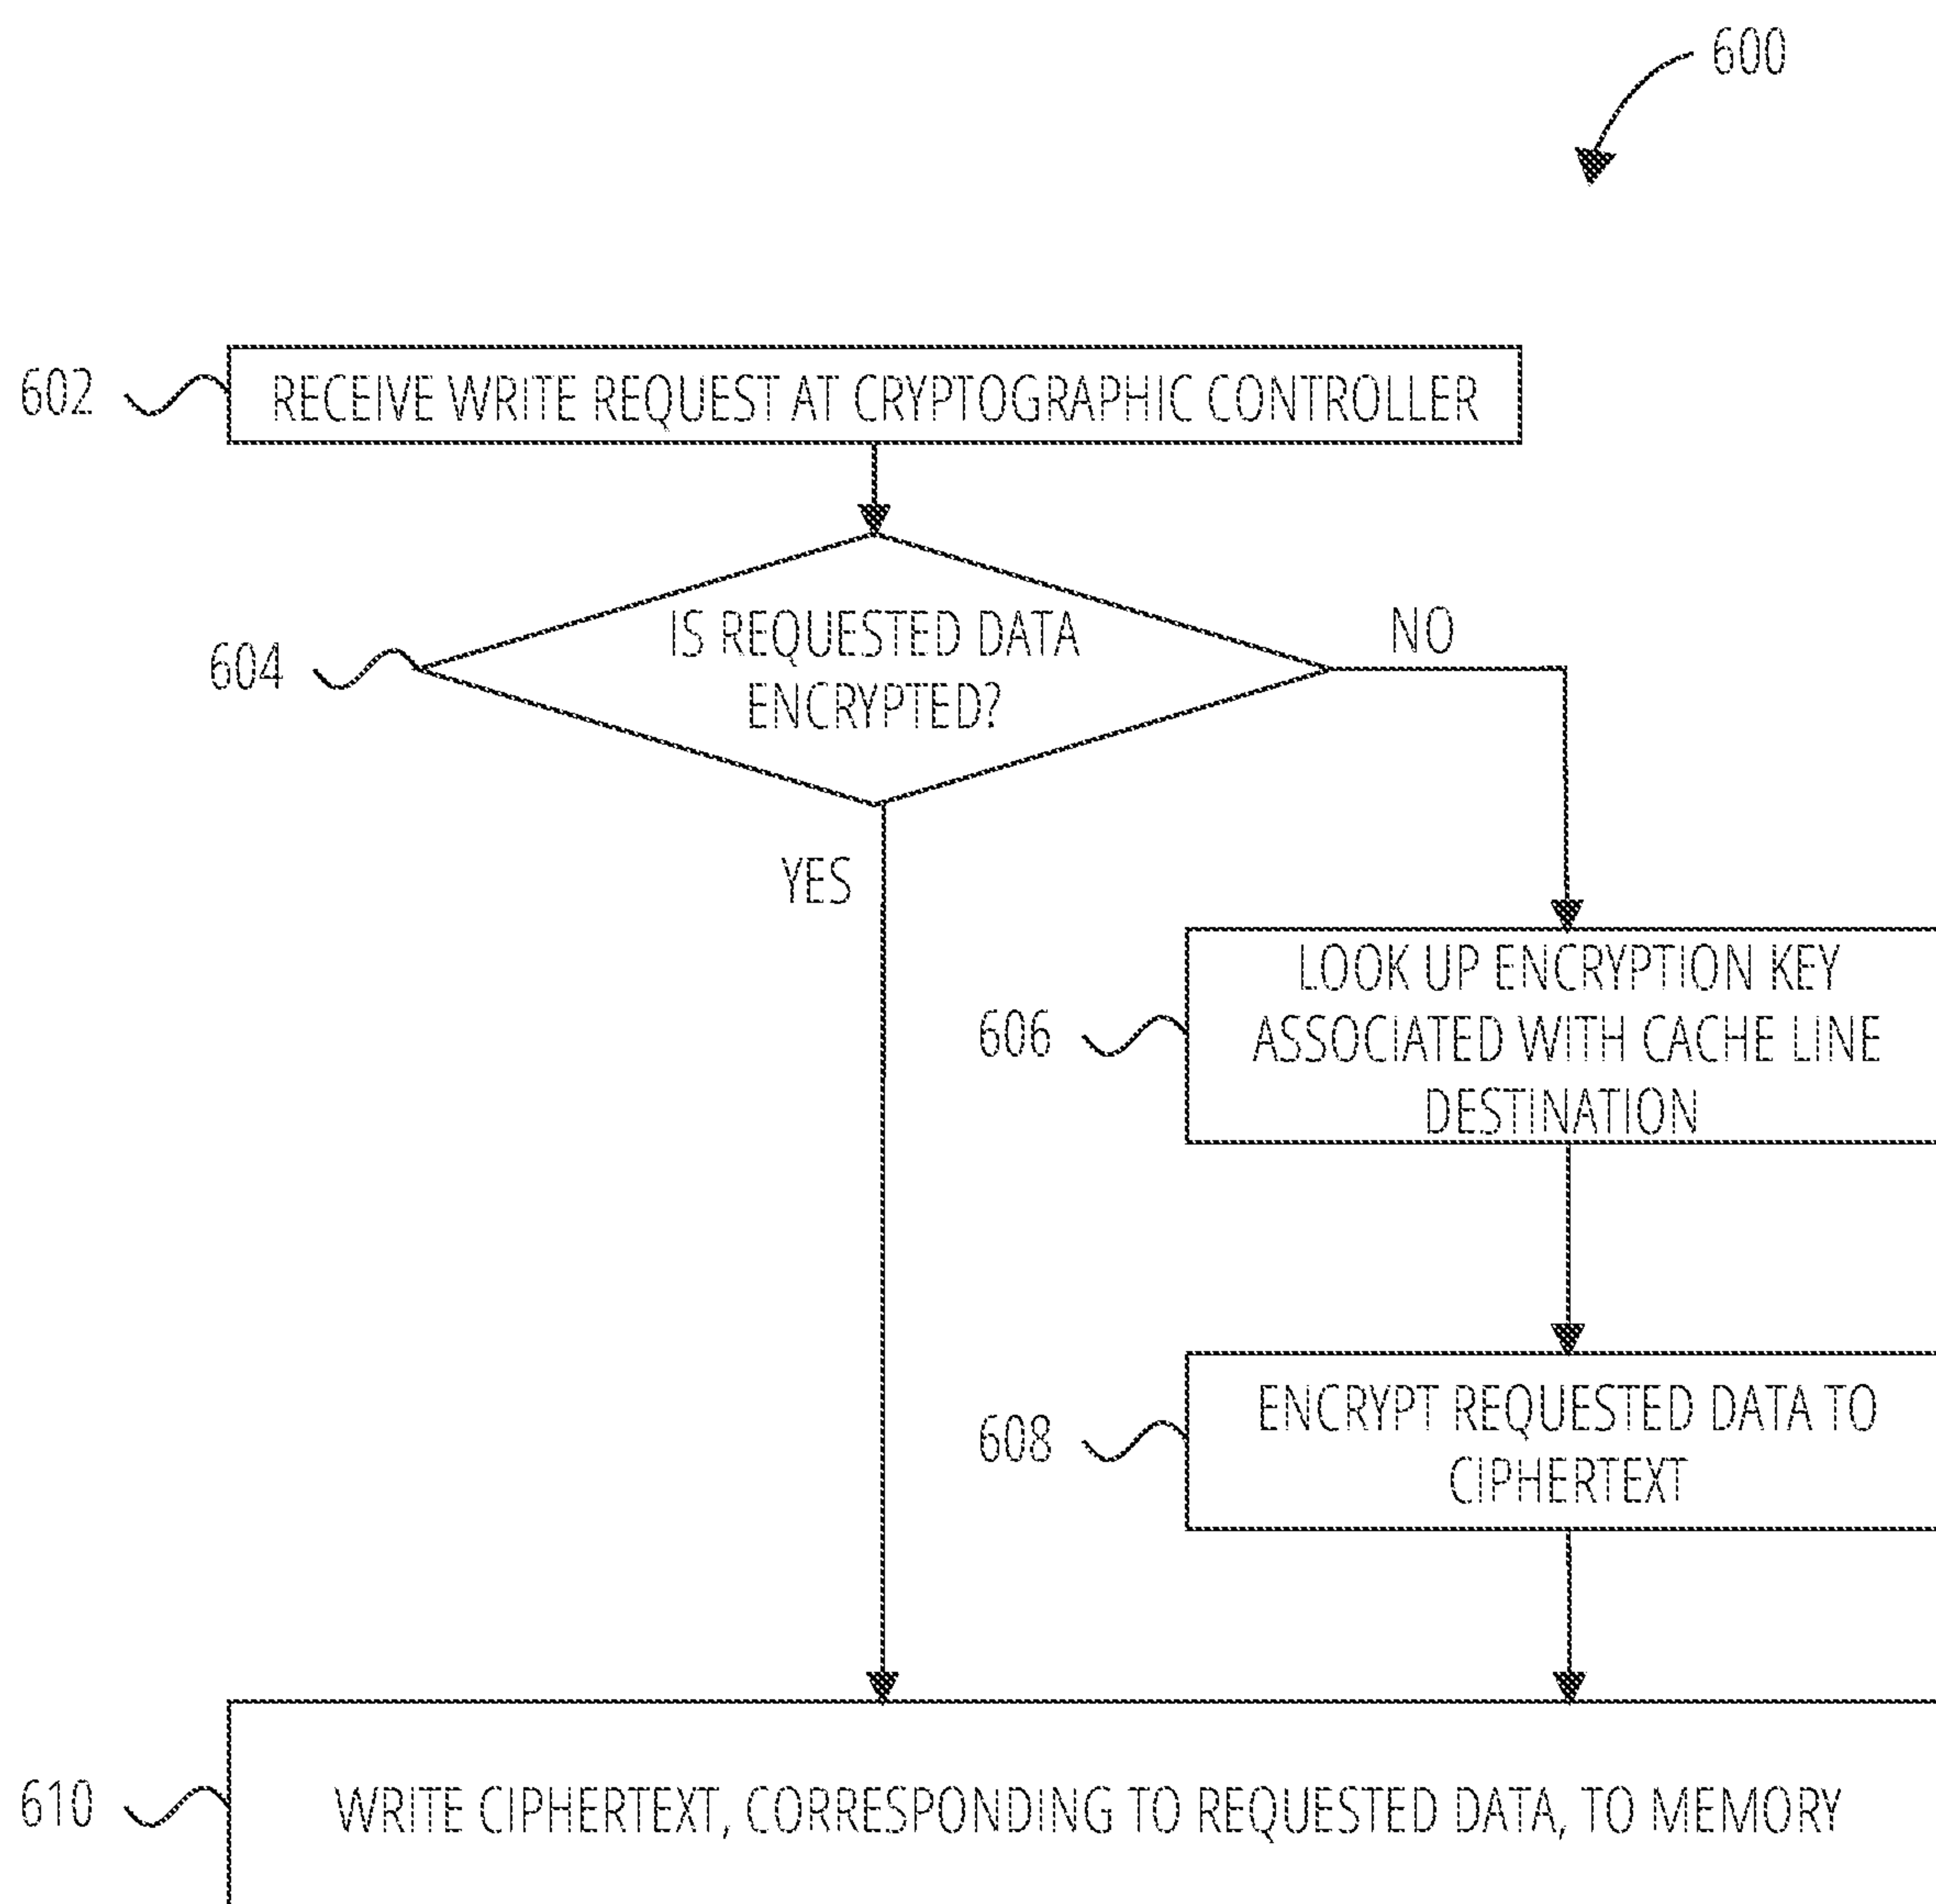 600
602
RECEIVE WRITE REQUEST AT CRYPTOGRAPHIC CONTROLLER
604
IS REQUESTED DATA
ENCRYPTED?
NO
YES
606
LOOK UP ENCRYPTION KEY
ASSOCIATED WITH CACHE LINE
DESTINATION
608
ENCRYPT REQUESTED DATA TO
CIPHERTEXT
610
WRITE CIPHERTEXT, CORRESPONDING TO REQUESTED DATA, TO MEMORY